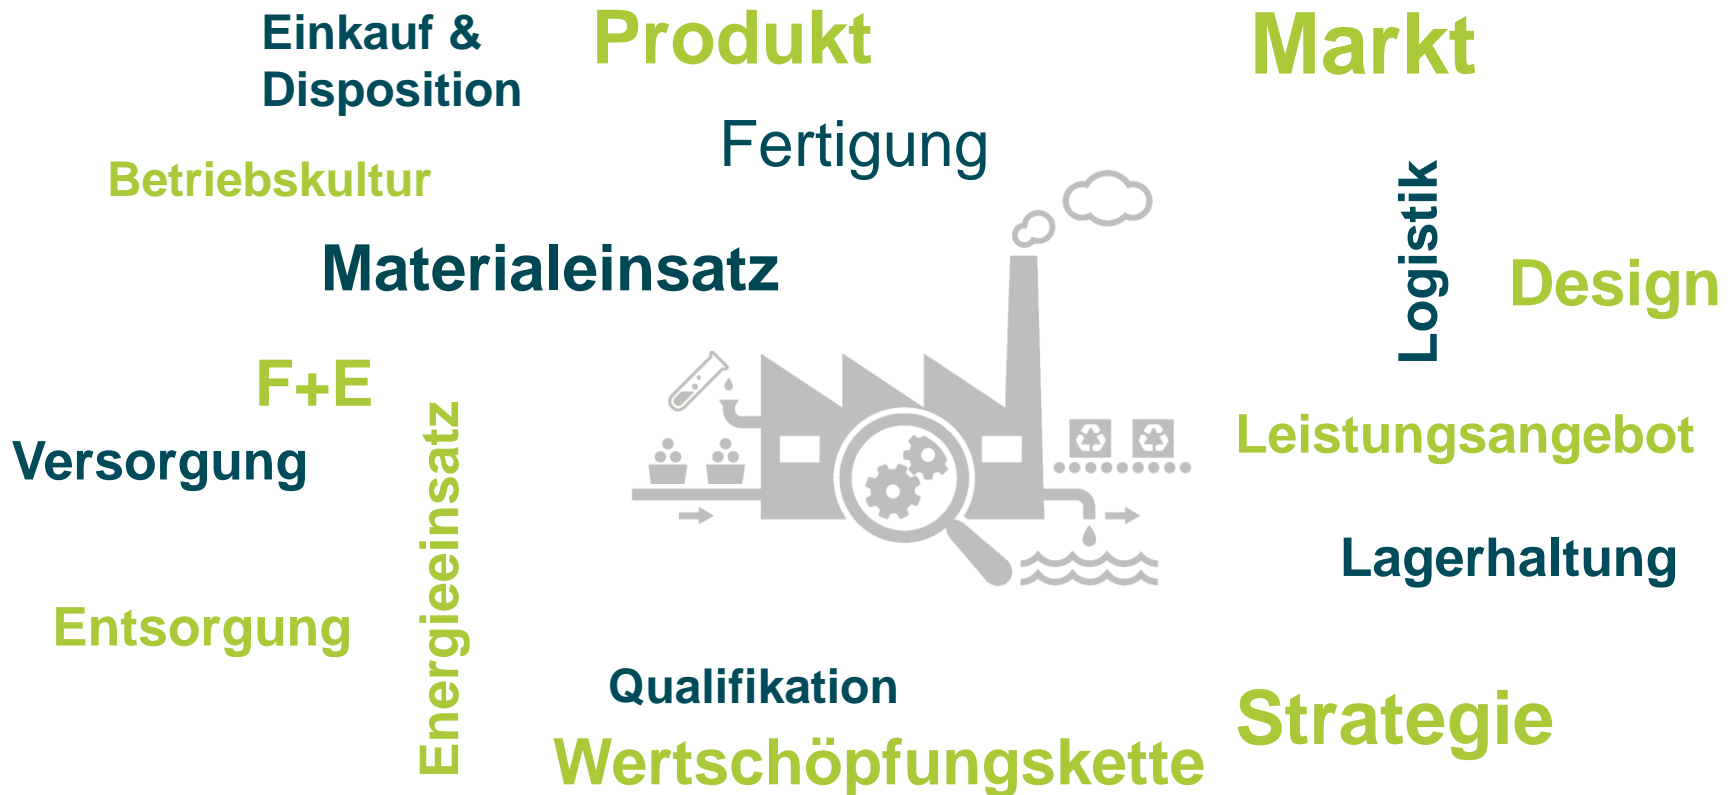 Einkauf &
Disposition
Produkt
Markt
Fertigung
Betriebskultur
Logistik
Materialeinsatz
Design
F+E
Energieeinsatz
Leistungsangebot
Versorgung
Lagerhaltung
Entsorgung
Qualifikation
Strategie
Wertschöpfungskette